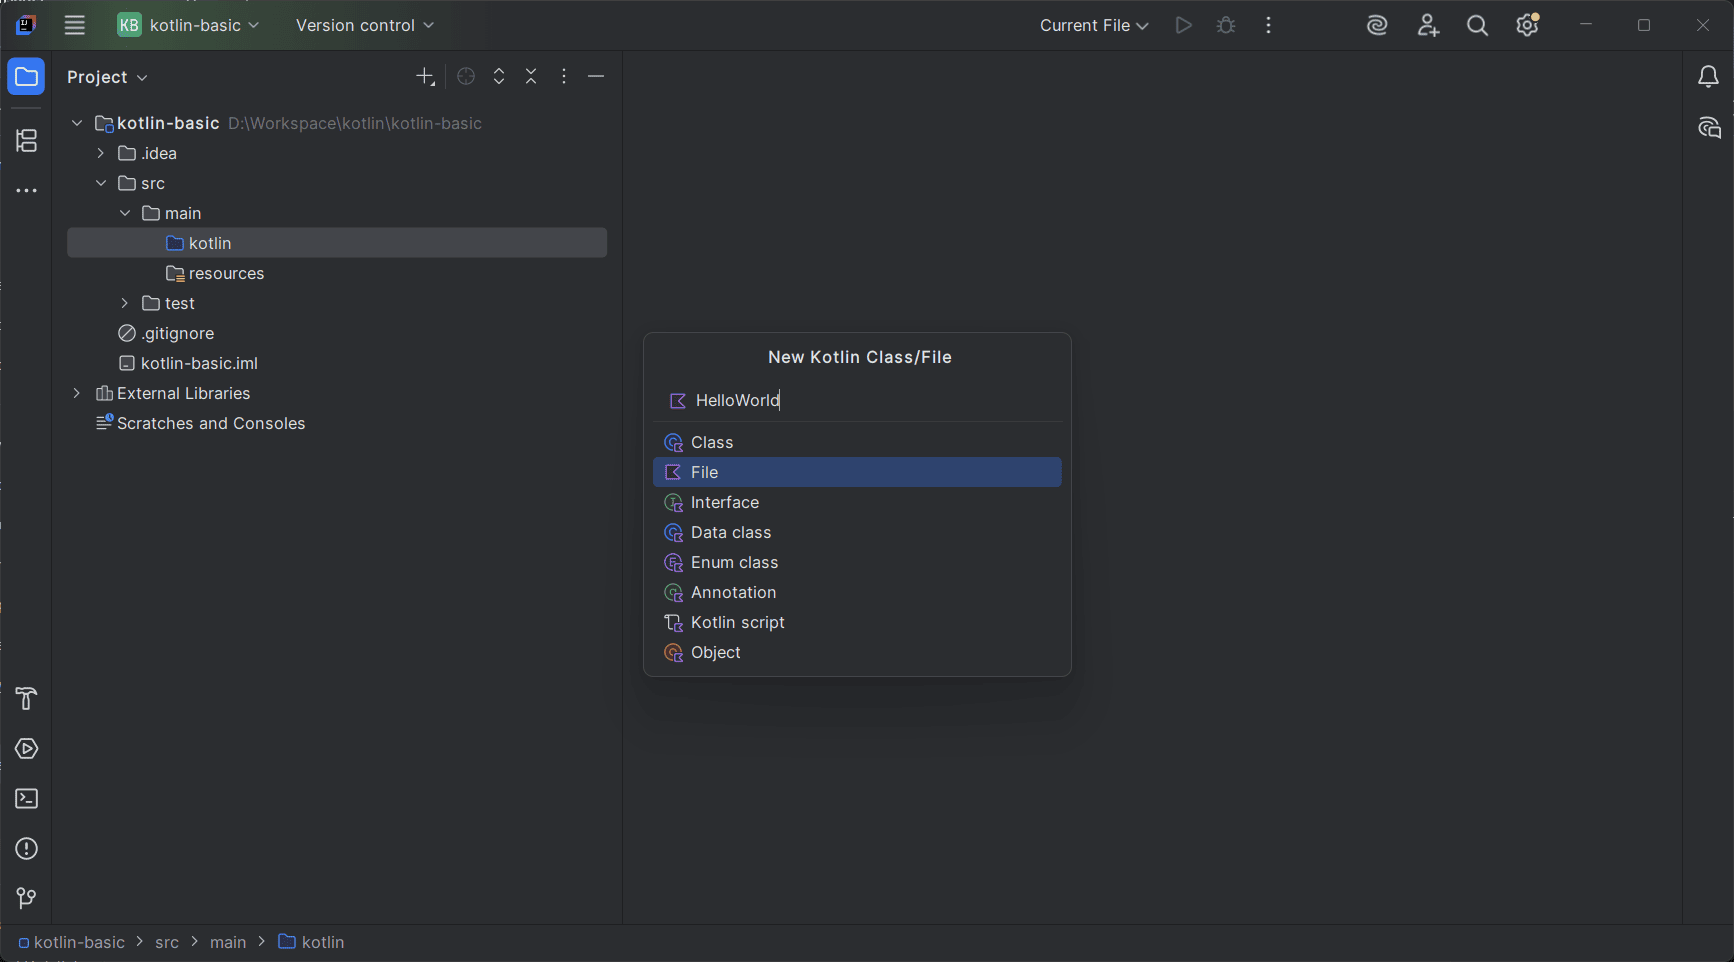 KB kotlin-basic Version control Current File
Project
kotlin-basic D:\Workspace\kotlin\kotlin-basic
.idea
src
main
kotlin
resources
test
.gitignore
kotlin-basic.iml
External Libraries
Scratches and Consoles
New Kotlin Class/File
HelloWorld
Class
File
Interface
Data class
Enum class
Annotation
Kotlin script
Object
kotlin-basic > src > main > kotlin